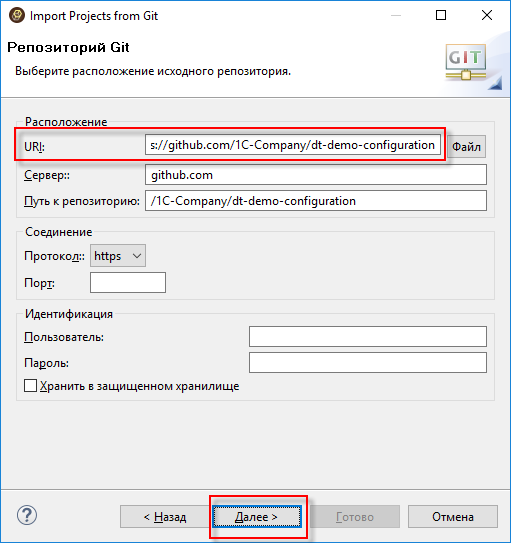 Import Projects from Git
Репозиторий Git
Выберите расположение исходного репозитория.
GIT
Расположение
URI: s://github.com/1C-Company/dt-demo-configuration Файл
Сервер:: github.com
Путь к репозиторию: /1C-Company/dt-demo-configuration
Соединение
Протокол:: https
Порт:
Идентификация
Пользователь:
Пароль:
Хранить в защищенном хранилище
? < Назад Далее > Готово Отмена